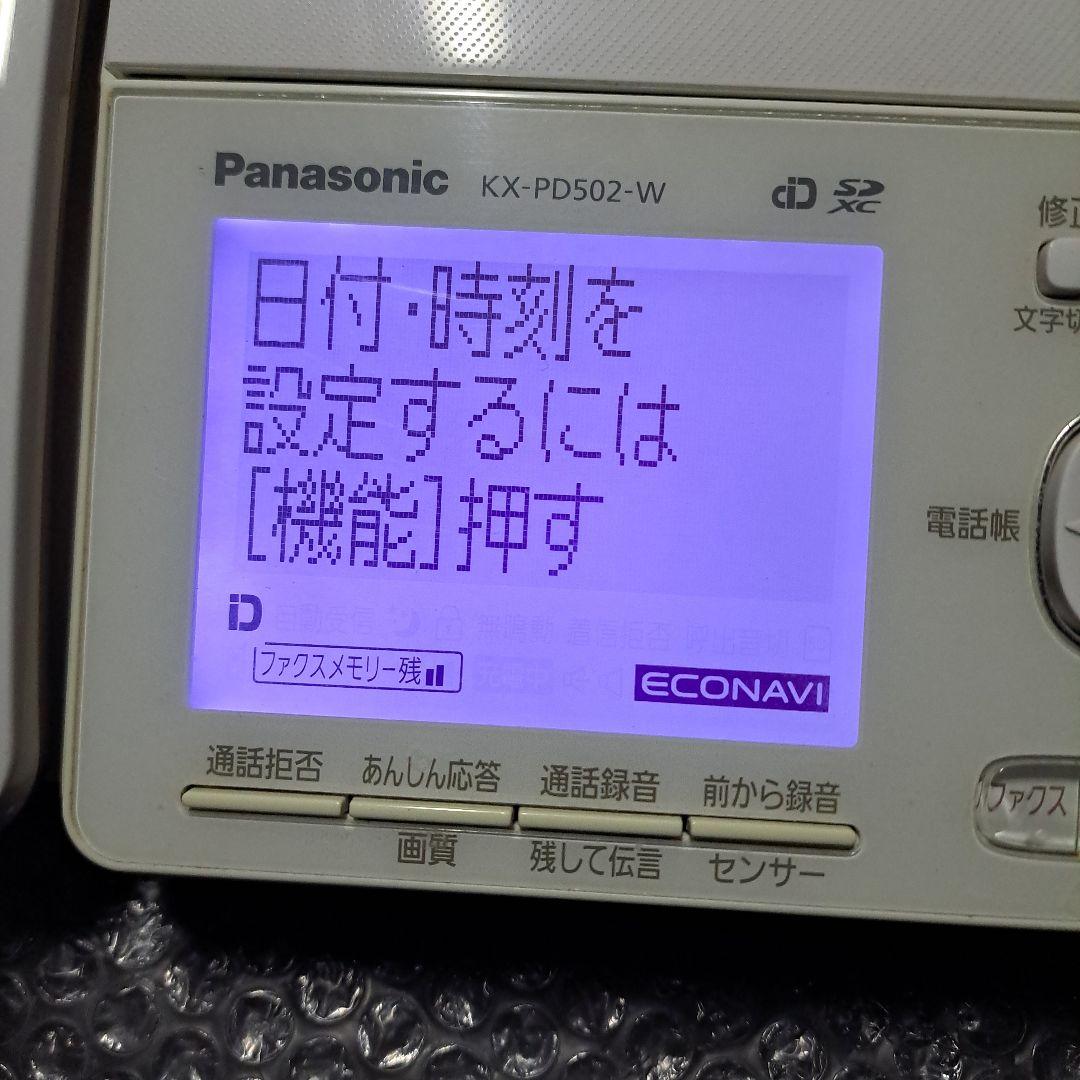 Panasonic KX-PD502-W iD SD XC
修正
日付・時刻を
設定するには
[機能]押す
文字切
電話帳
iD 自動受信 無鳴動 着信拒否
ファクスメモリー残 ECONAVI
通話拒否 あんしん応答 通話録音 前から録音
画質 残して伝言 センサー
ファクス